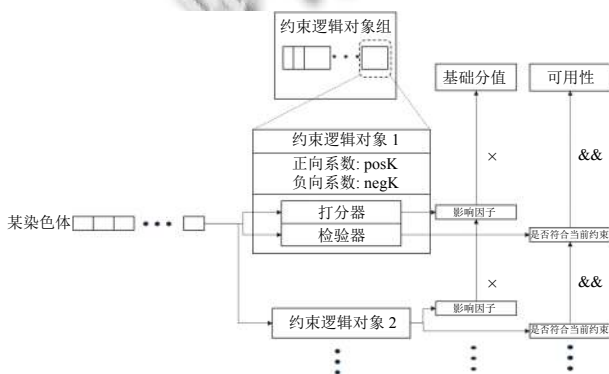 约束逻辑对象组
基础分值
可用性
约束逻辑对象 1
正向系数: posK
负向系数: negK
×
&&
某染色体
打分器
影响因子
检验器
是否符合当前约束
×
&&
约束逻辑对象 2
影响因子
是否符合当前约束